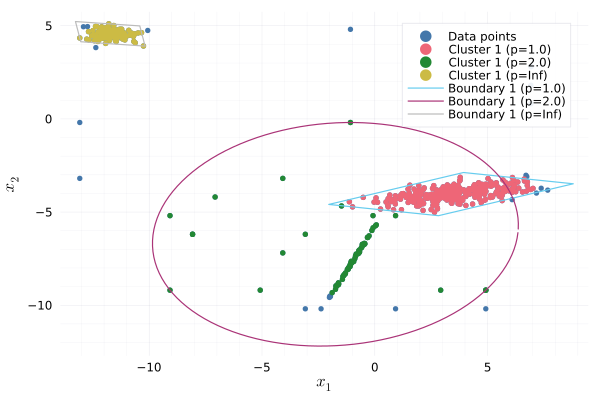 5
0
−5
−10
x₂
−10
−5
0
5
x₁
Data points
Cluster 1 (p=1.0)
Cluster 1 (p=2.0)
Cluster 1 (p=Inf)
Boundary 1 (p=1.0)
Boundary 1 (p=2.0)
Boundary 1 (p=Inf)